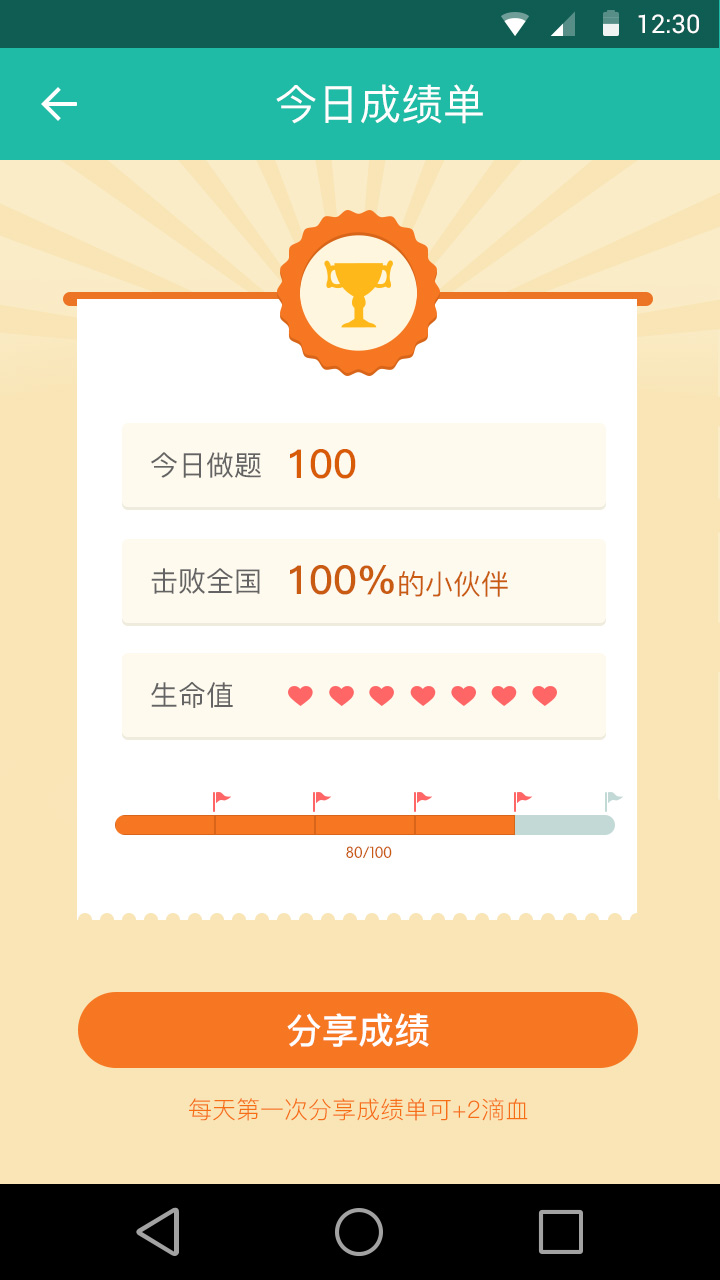 12:30
今日成绩单
今日做题 100
击败全国 100%的小伙伴
生命值
80/100
分享成绩
每天第一次分享成绩单可+2滴血